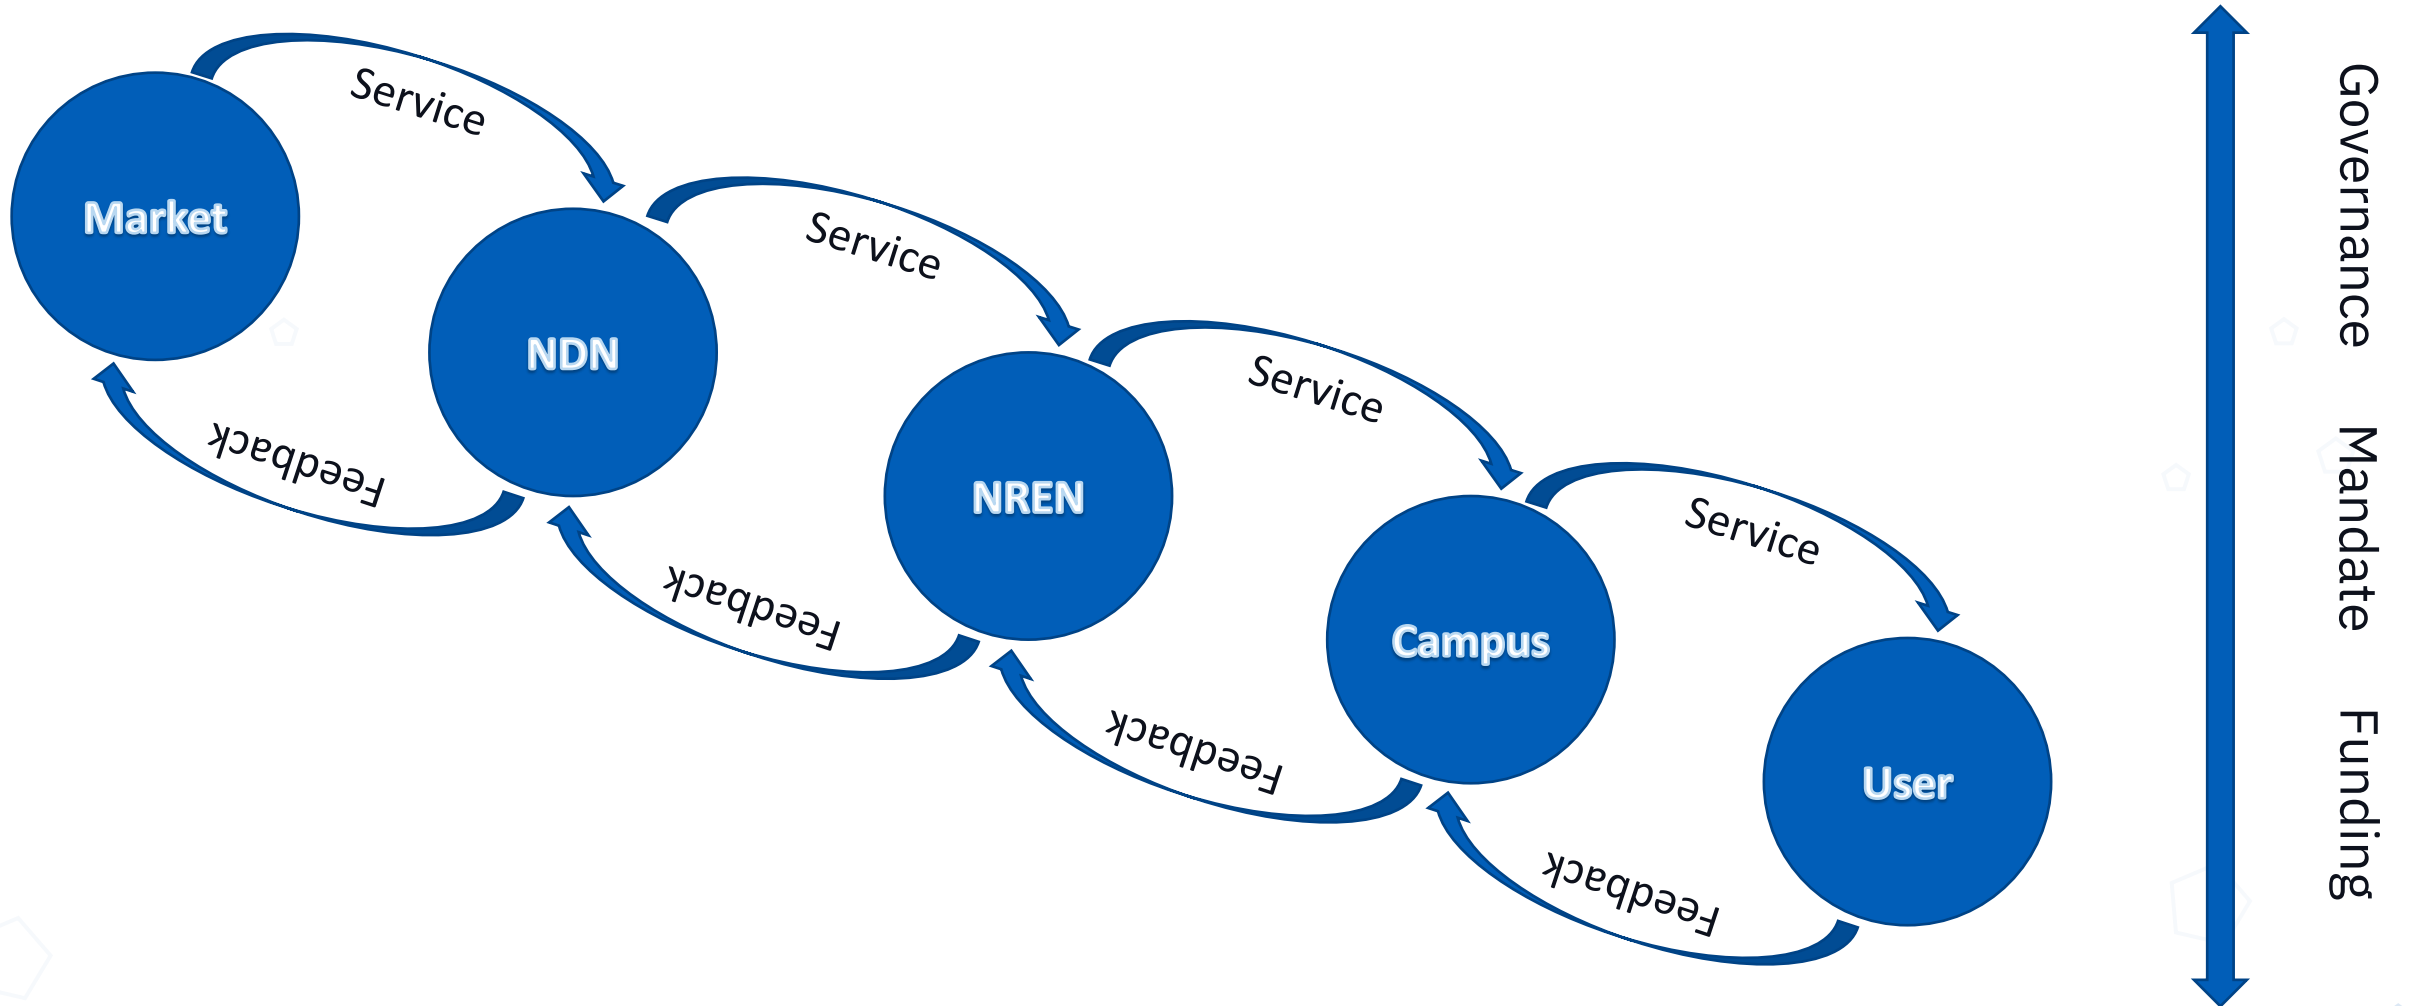 Market
Service
NDN
Feedback
Service
NREN
Feedback
Service
Campus
Feedback
Service
User
Feedback
Governance Mandate Funding